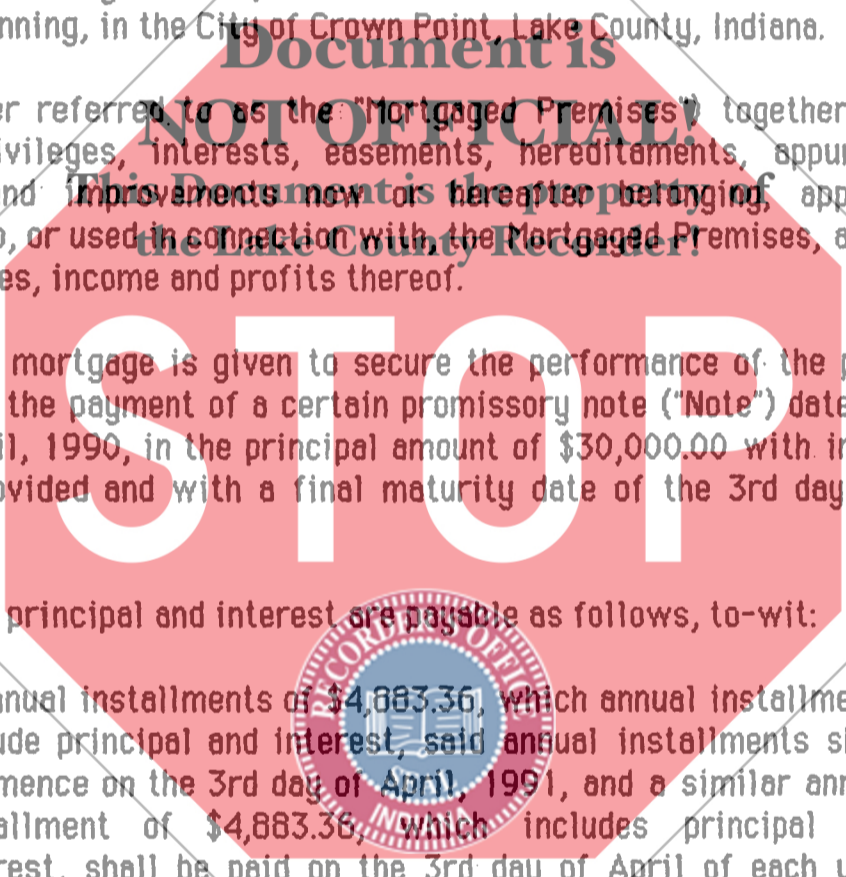 nning, in the City of Crown Point, Lake County, Indiana.
Document is
er referred to as the "Mortgaged Premises") together
NOT OFFICIAL!
vileges, interests, easements, hereditaments, appur
This Document is the property of
nd improvements now or hereafter belonging, app
the Lake County Recorder!
, or used in connection with, the Mortgaged Premises, a
es, income and profits thereof.
STOP
mortgage is given to secure the performance of the p
the payment of a certain promissory note ("Note") date
il, 1990, in the principal amount of $30,000.00 with in
ovided and with a final maturity date of the 3rd day
principal and interest are payable as follows, to-wit:
RECORDER'S OFFICE
nnual installments of $4,883.36, which annual installme
ude principal and interest, said annual installments s
SEAL
mence on the 3rd day of April, 1991, and a similar ann
allment of $4,883.36, which includes principal
rest, shall be paid on the 3rd day of April of each y